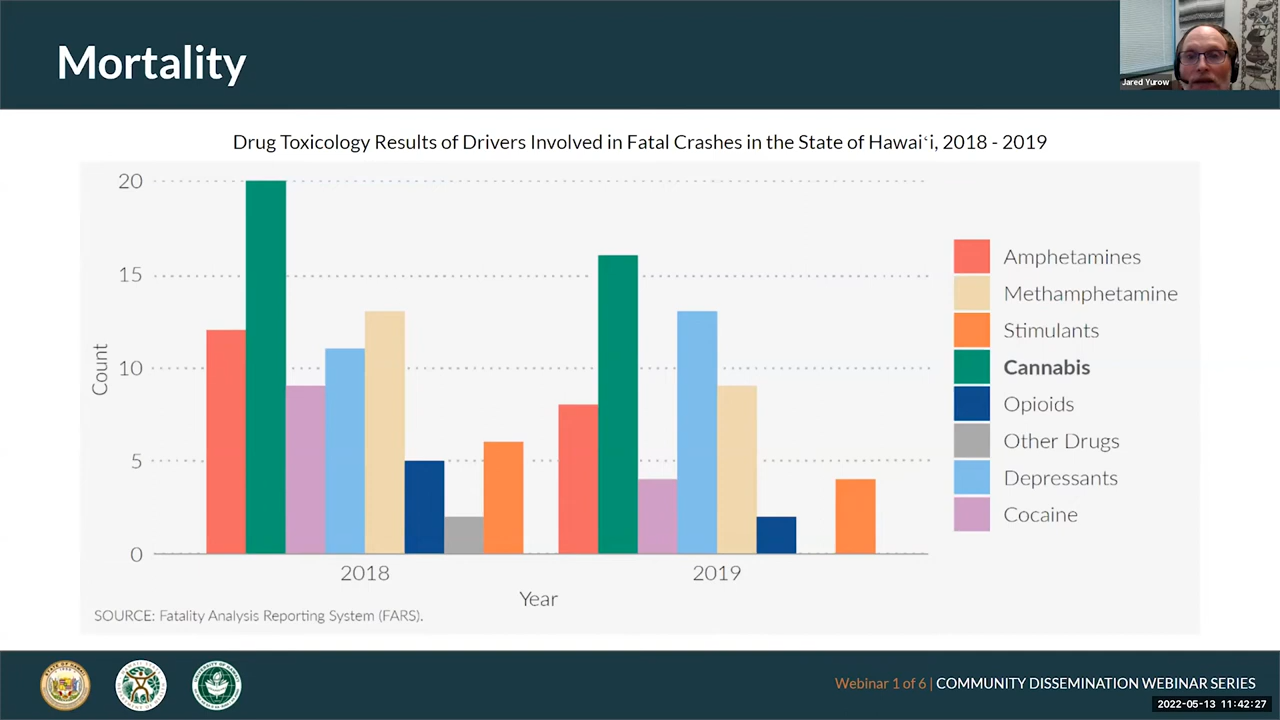 Mortality
Jared Yurow
Drug Toxicology Results of Drivers Involved in Fatal Crashes in the State of Hawaiʻi, 2018 - 2019
20
15
10
5
0
Count
2018
2019
Year
Amphetamines
Methamphetamine
Stimulants
Cannabis
Opioids
Other Drugs
Depressants
Cocaine
SOURCE: Fatality Analysis Reporting System (FARS).
Webinar 1 of 6 | COMMUNITY DISSEMINATION WEBINAR SERIES
2022-05-13 11:42:27